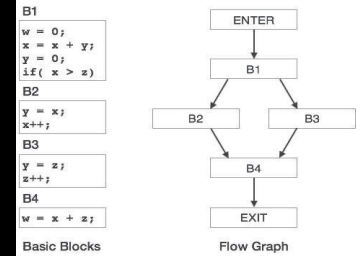 B1
w = 0;
x = x + y;
y = 0;
if( x > z)
B2
y = x;
x++;
B3
y = z;
z++;
B4
w = x + z;
Basic Blocks
ENTER
B1
B2 B3
B4
EXIT
Flow Graph